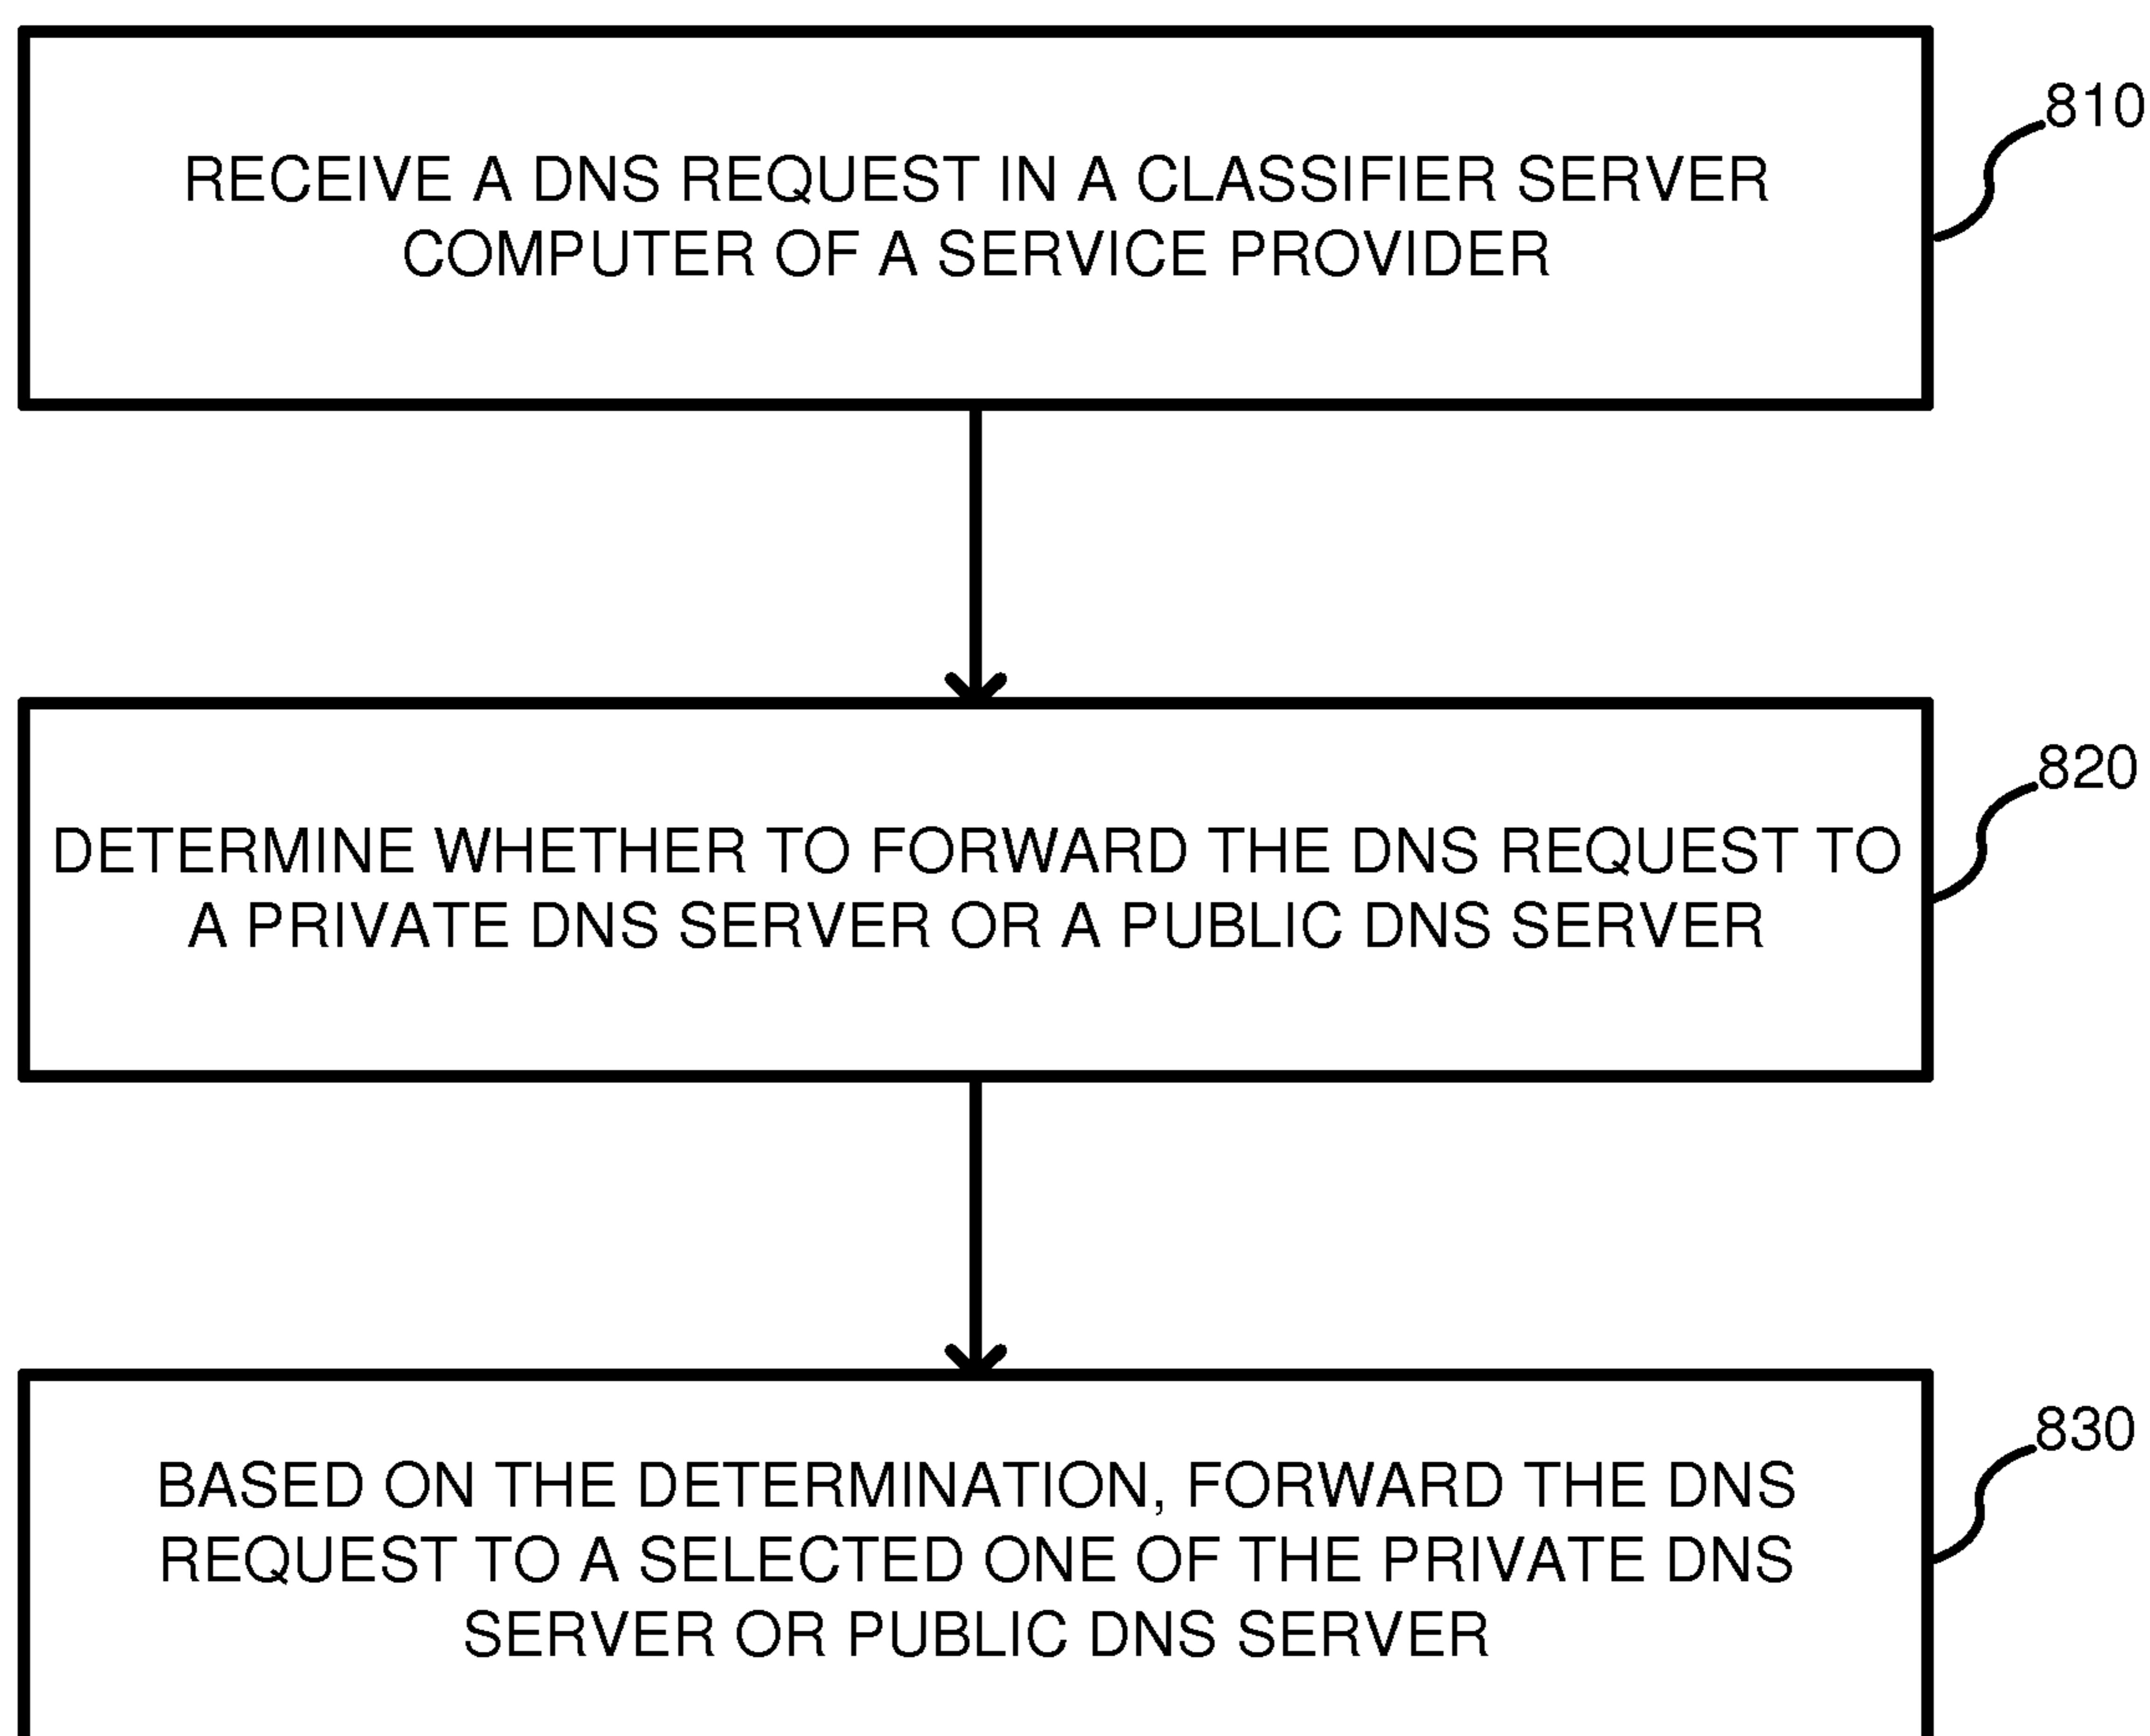 810
RECEIVE A DNS REQUEST IN A CLASSIFIER SERVER
COMPUTER OF A SERVICE PROVIDER
820
DETERMINE WHETHER TO FORWARD THE DNS REQUEST TO
A PRIVATE DNS SERVER OR A PUBLIC DNS SERVER
830
BASED ON THE DETERMINATION, FORWARD THE DNS
REQUEST TO A SELECTED ONE OF THE PRIVATE DNS
SERVER OR PUBLIC DNS SERVER